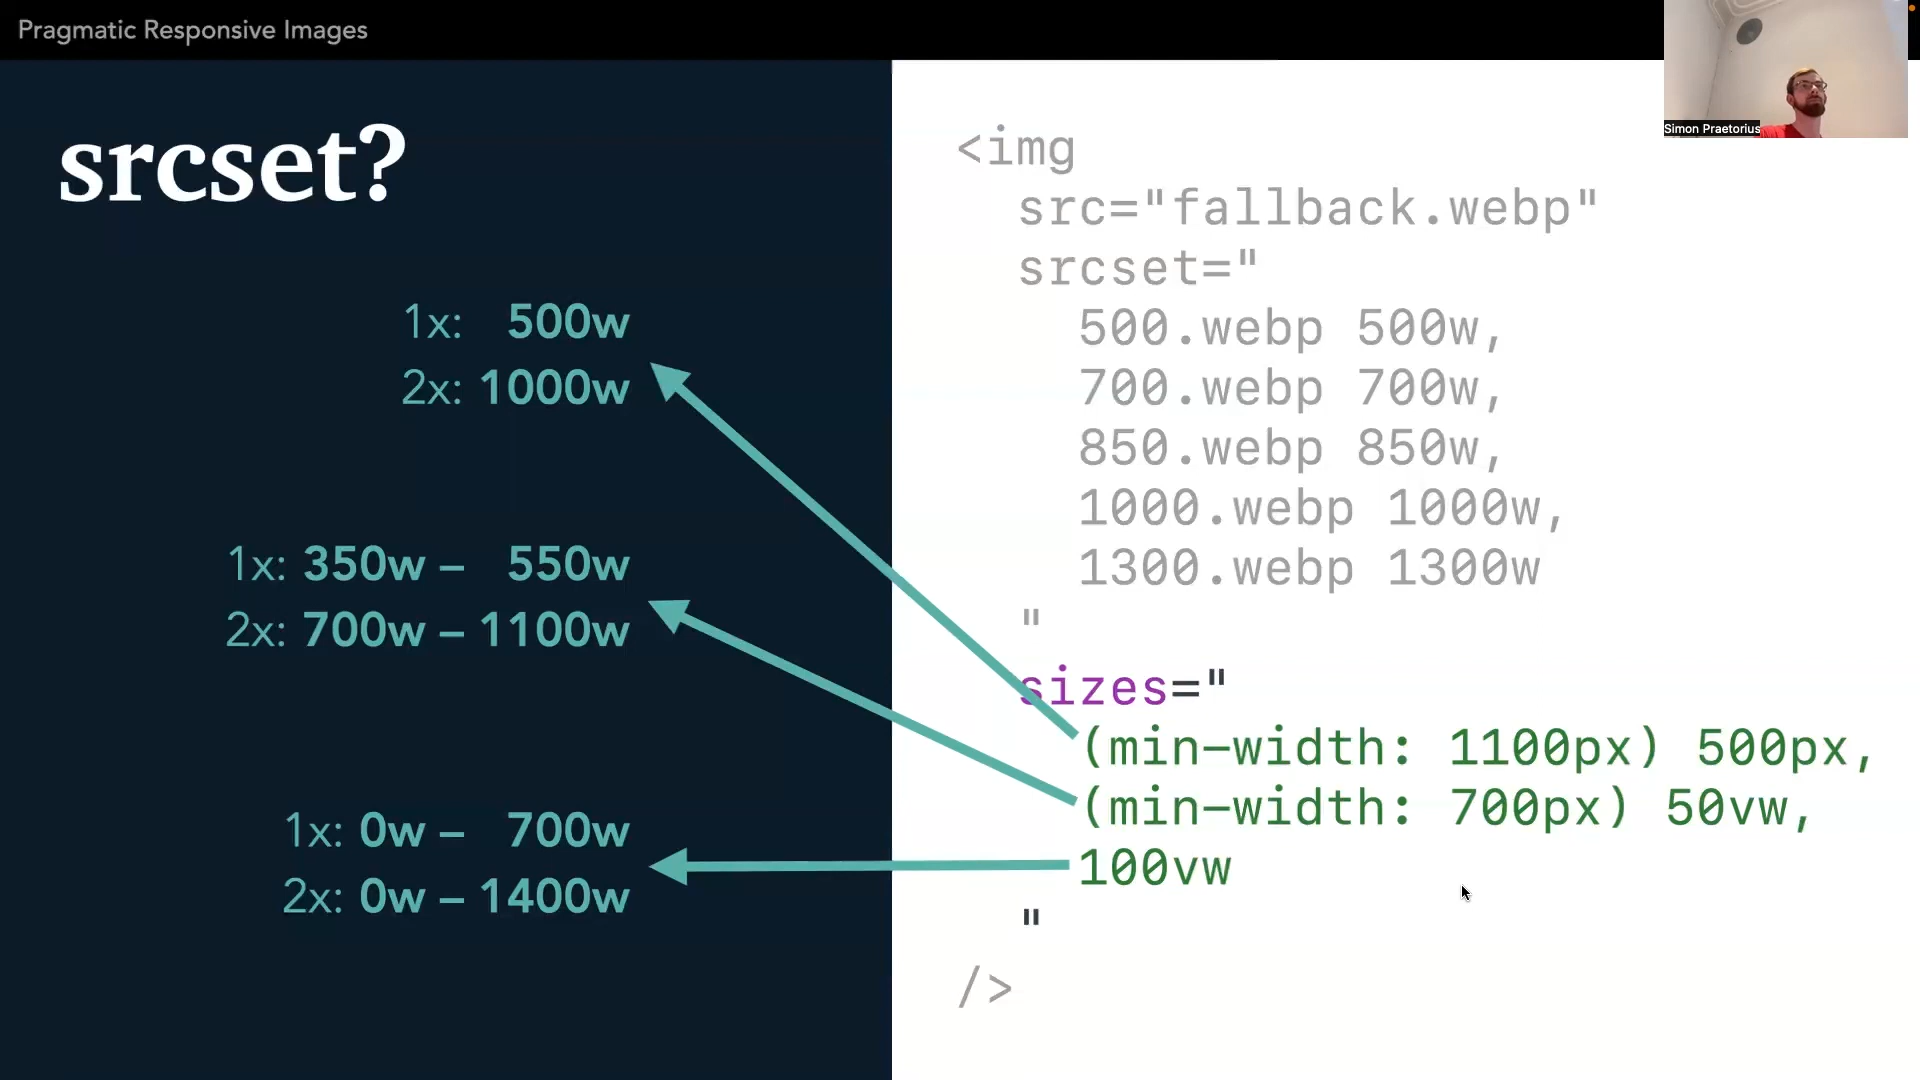 Pragmatic Responsive Images
Simon Praetorius
srcset?
1x: 500w
2x: 1000w
1x: 350w – 550w
2x: 700w – 1100w
1x: 0w – 700w
2x: 0w – 1400w
<img
src="fallback.webp"
srcset="
500.webp 500w,
700.webp 700w,
850.webp 850w,
1000.webp 1000w,
1300.webp 1300w
"
sizes="
(min-width: 1100px) 500px,
(min-width: 700px) 50vw,
100vw
"
/>